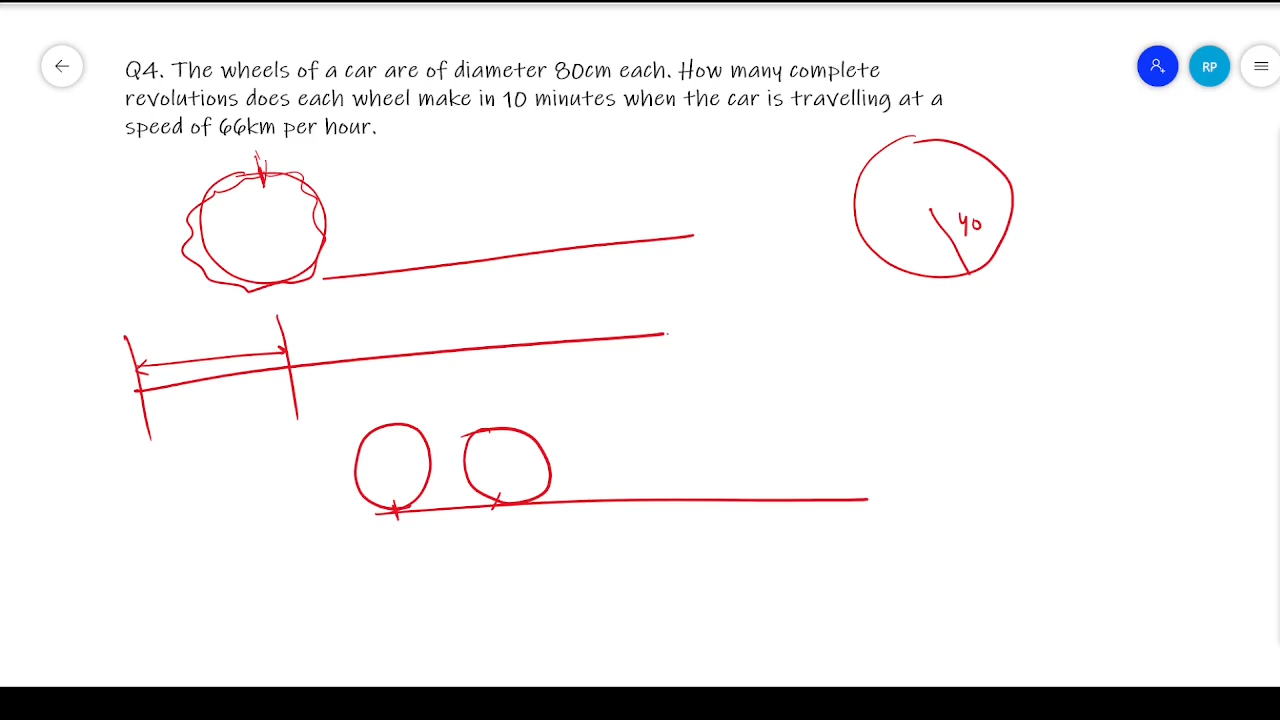 Q4. The wheels of a car are of diameter 80cm each. How many complete
revolutions does each wheel make in 10 minutes when the car is travelling at a
speed of 66km per hour.
RP
40